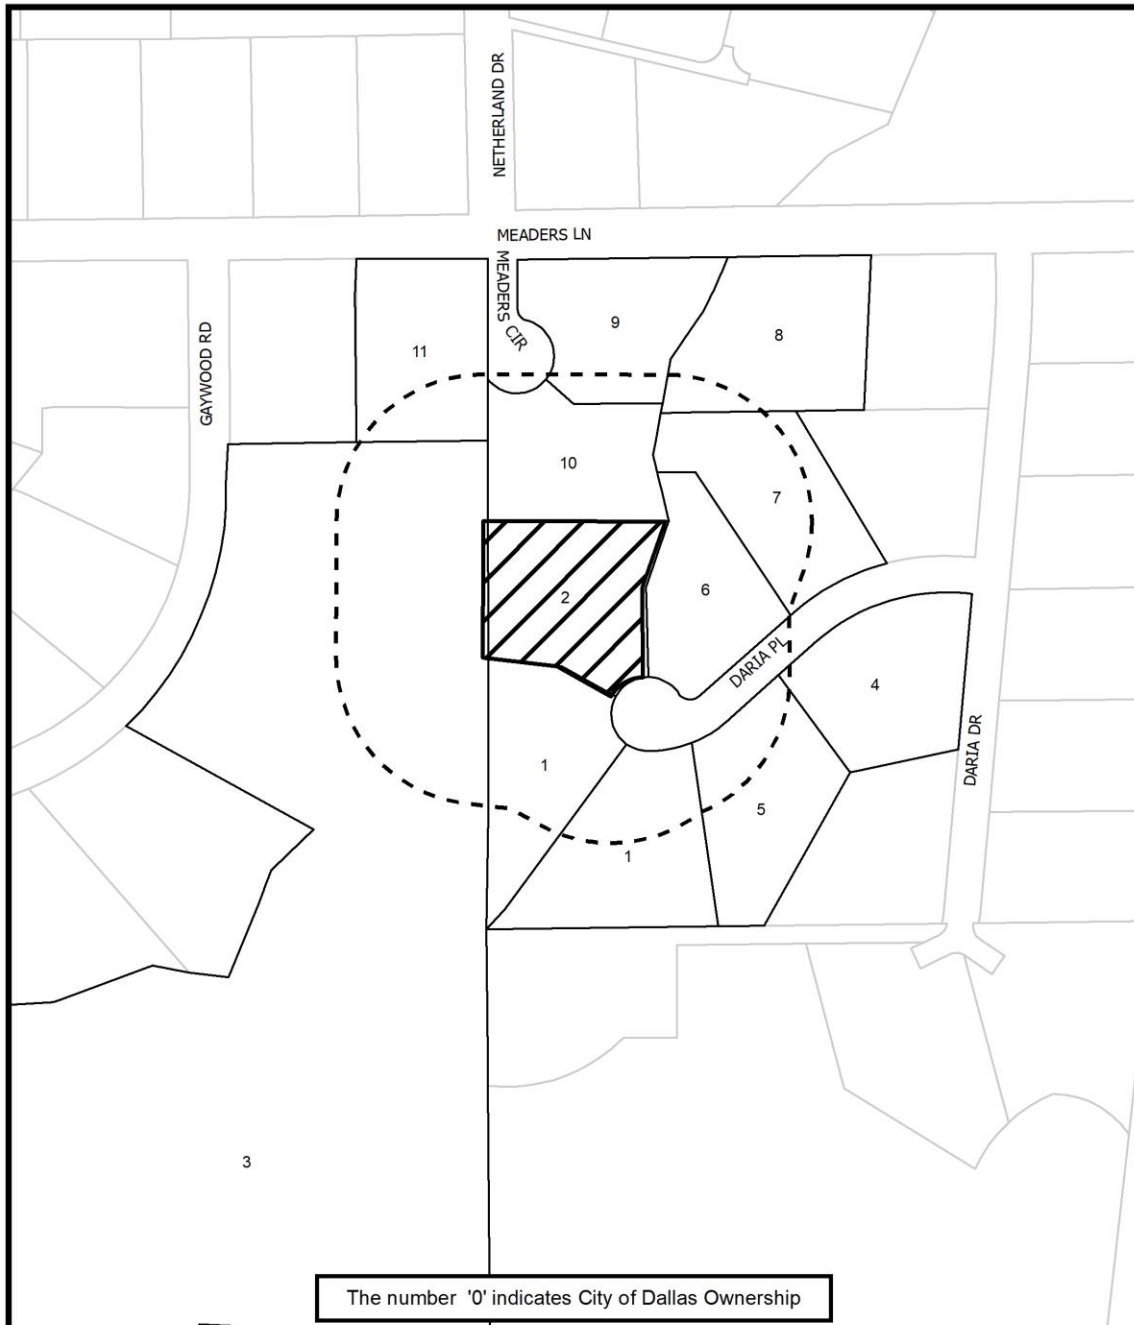 NETHERLAND DR
MEADERS LN
MEADERS CIR
GAYWOOD RD
11
9
8
10
7
2
6
DARIA PL
4
DARIA DR
1
5
1
3
The number '0' indicates City of Dallas Ownership